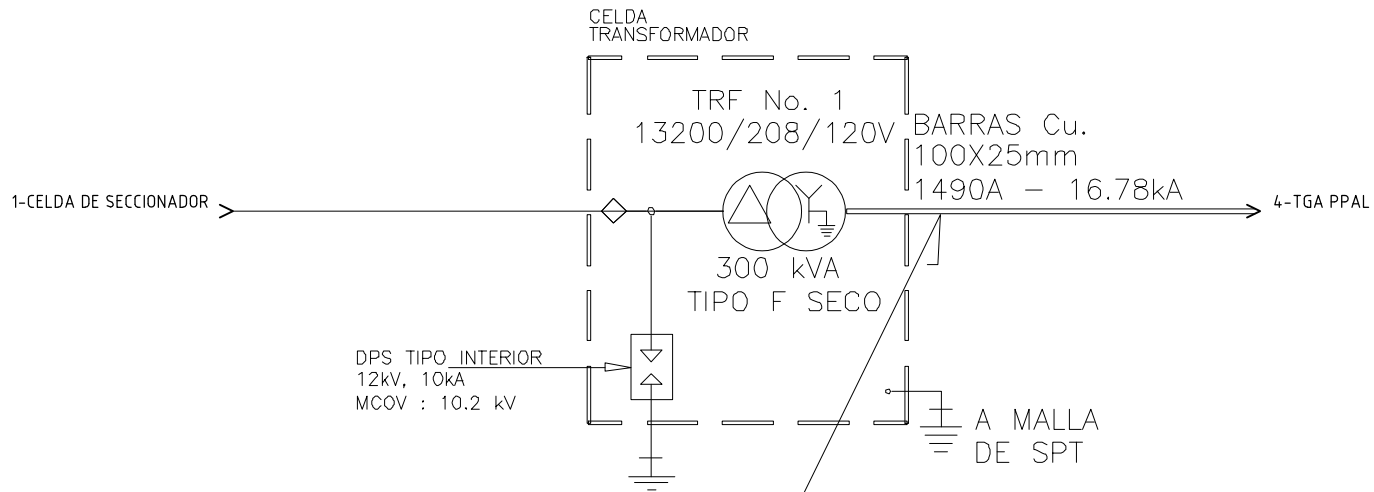 CELDA
TRANSFORMADOR
TRF No. 1
13200/208/120V
BARRAS Cu.
100X25mm
1490A - 16.78kA
1-CELDA DE SECCIONADOR
4-TGA PPAL
300 kVA
TIPO F SECO
DPS TIPO INTERIOR
12kV, 10kA
MCOV : 10.2 kV
A MALLA
DE SPT